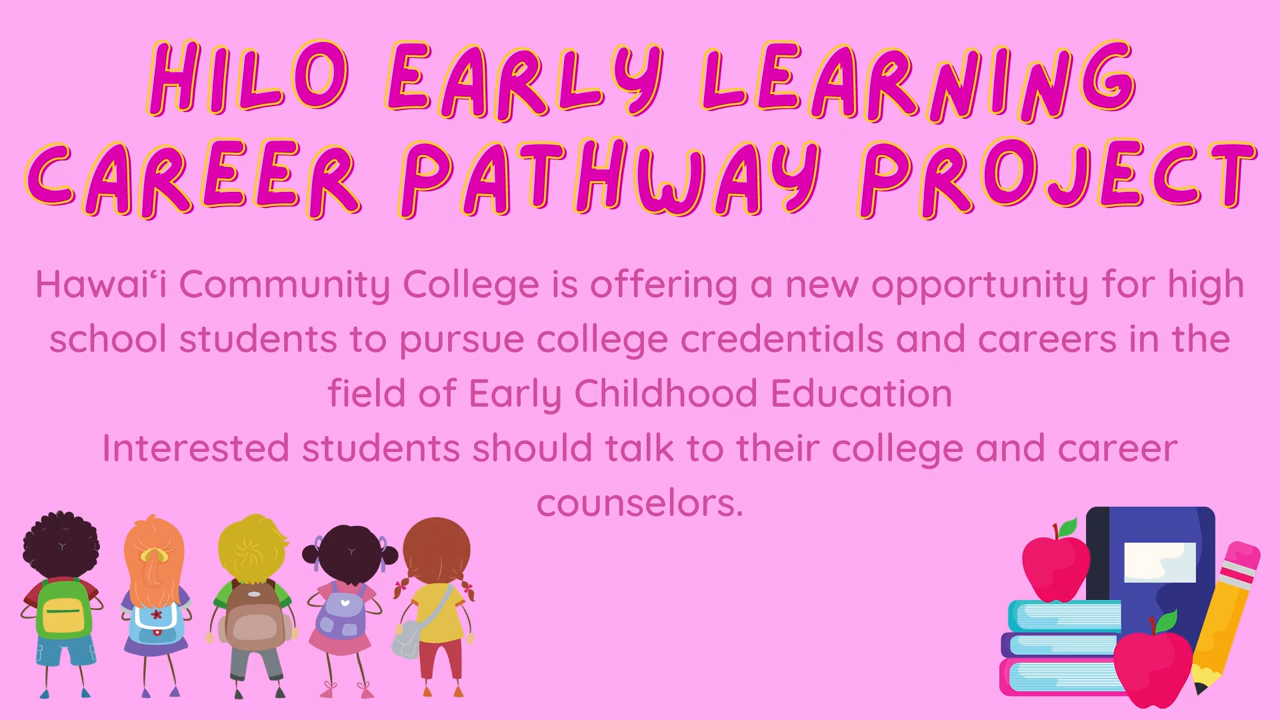 HILO EARLY LEARNING
CAREER PATHWAY PROJECT
Hawaiʻi Community College is offering a new opportunity for high
school students to pursue college credentials and careers in the
field of Early Childhood Education
Interested students should talk to their college and career
counselors.